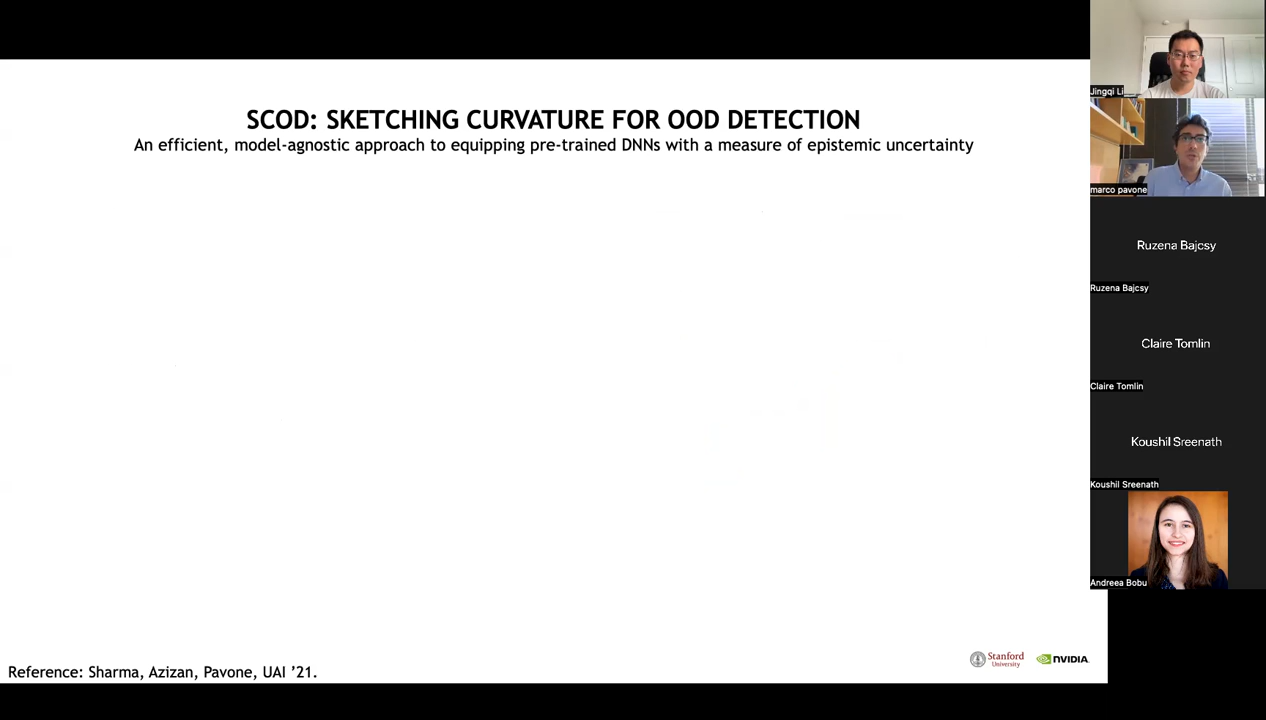 SCOD: SKETCHING CURVATURE FOR OOD DETECTION
An efficient, model-agnostic approach to equipping pre-trained DNNs with a measure of epistemic uncertainty
Jingqi Li
marco pavone
Ruzena Bajcsy
Ruzena Bajcsy
Claire Tomlin
Claire Tomlin
Koushil Sreenath
Koushil Sreenath
Andreea Bobu
Reference: Sharma, Azizan, Pavone, UAI ’21.
Stanford
University
NVIDIA.